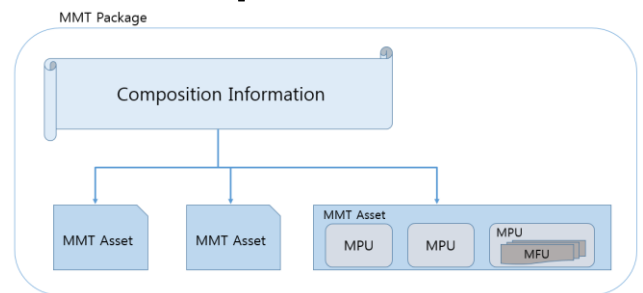 MMT Package
Composition Information
MMT Asset
MMT Asset
MMT Asset
MPU
MPU
MPU
MFU